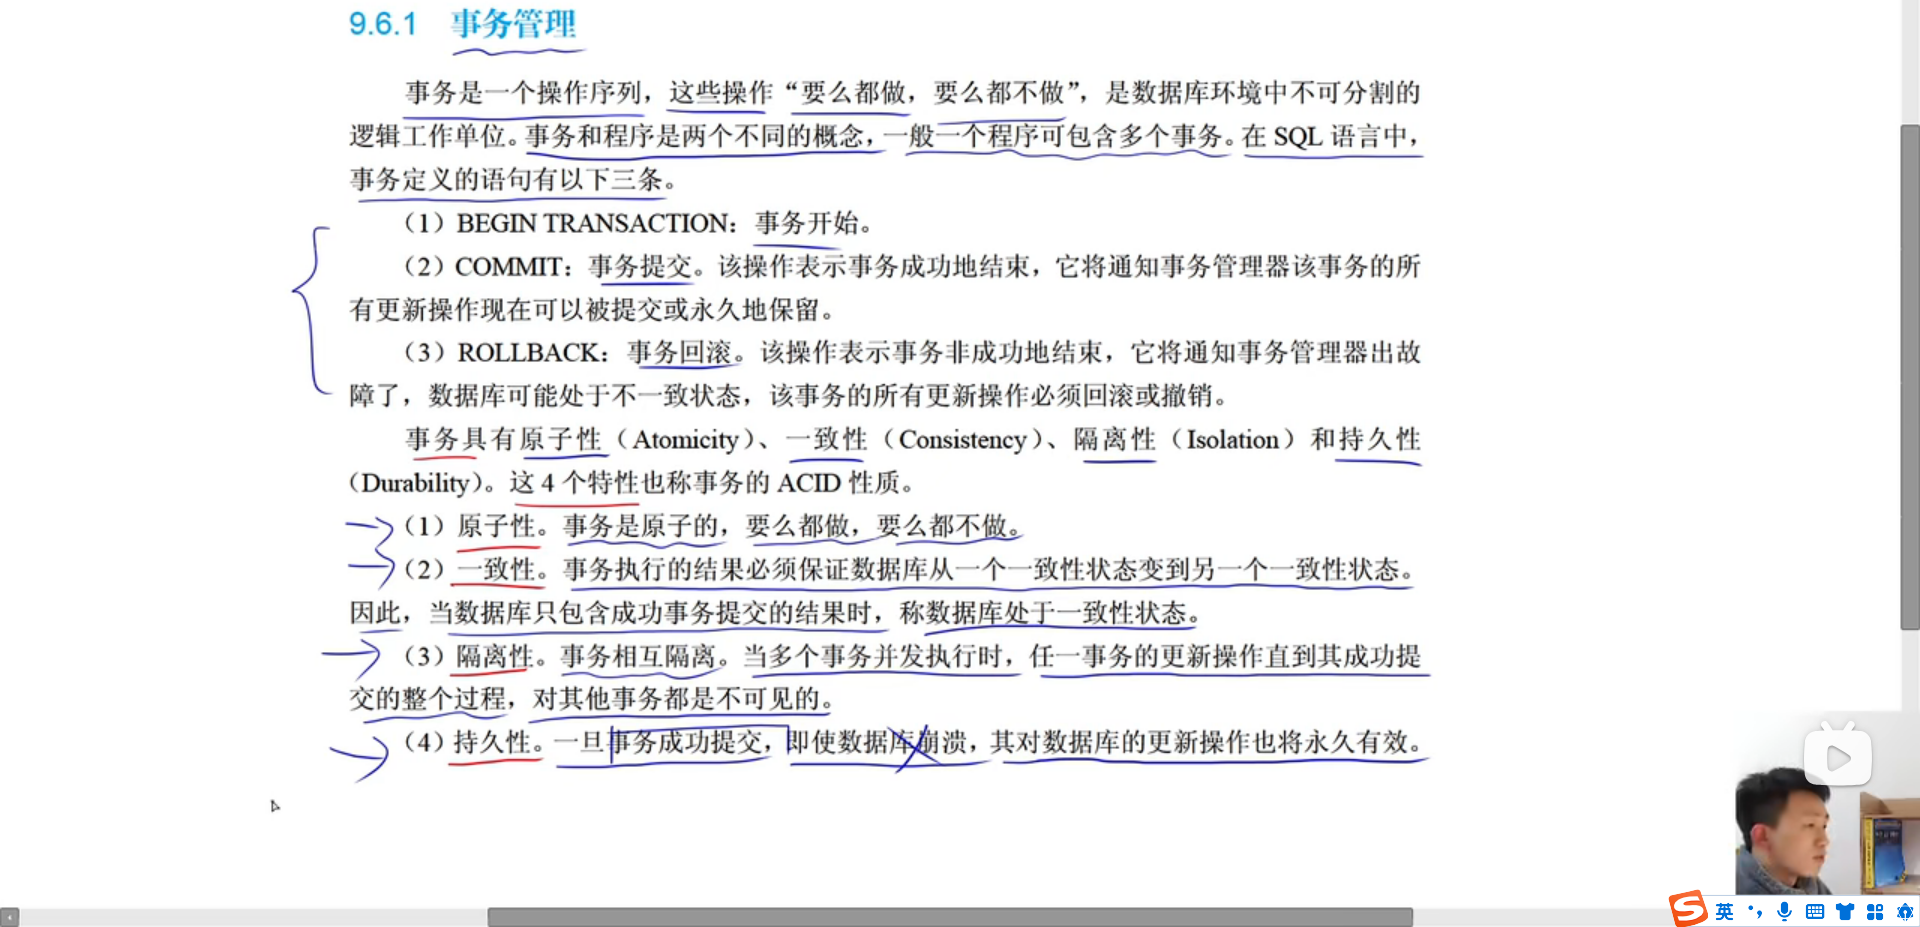 9.6.1 事务管理
事务是一个操作序列，这些操作“要么都做，要么都不做”，是数据库环境中不可分割的
逻辑工作单位。事务和程序是两个不同的概念，一般一个程序可包含多个事务。在 SQL 语言中，
事务定义的语句有以下三条。
（1）BEGIN TRANSACTION：事务开始。
（2）COMMIT：事务提交。该操作表示事务成功地结束，它将通知事务管理器该事务的所
有更新操作现在可以被提交或永久地保留。
（3）ROLLBACK：事务回滚。该操作表示事务非成功地结束，它将通知事务管理器出故
障了，数据库可能处于不一致状态，该事务的所有更新操作必须回滚或撤销。
事务具有原子性（Atomicity）、一致性（Consistency）、隔离性（Isolation）和持久性
（Durability）。这 4 个特性也称事务的 ACID 性质。
（1）原子性。事务是原子的，要么都做，要么都不做。
（2）一致性。事务执行的结果必须保证数据库从一个一致性状态变到另一个一致性状态。
因此，当数据库只包含成功事务提交的结果时，称数据库处于一致性状态。
（3）隔离性。事务相互隔离。当多个事务并发执行时，任一事务的更新操作直到其成功提
交的整个过程，对其他事务都是不可见的。
（4）持久性。一旦事务成功提交，即使数据库崩溃，其对数据库的更新操作也将永久有效。
英